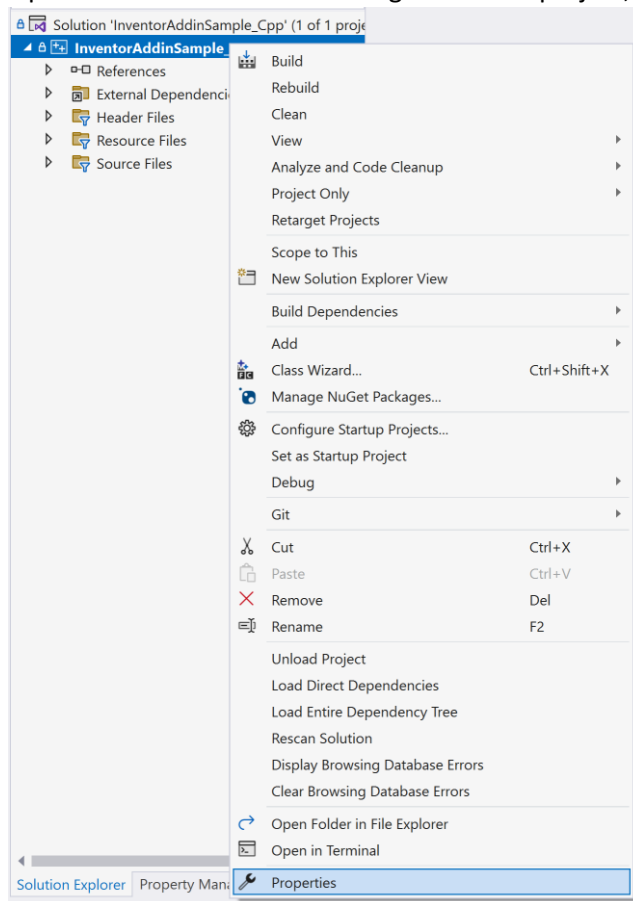 Solution 'InventorAddinSample_Cpp' (1 of 1 proje
InventorAddinSample_
References
External Dependenci
Header Files
Resource Files
Source Files
Build
Rebuild
Clean
View
Analyze and Code Cleanup
Project Only
Retarget Projects
Scope to This
New Solution Explorer View
Build Dependencies
Add
Class Wizard... Ctrl+Shift+X
Manage NuGet Packages...
Configure Startup Projects...
Set as Startup Project
Debug
Git
Cut Ctrl+X
Paste Ctrl+V
Remove Del
Rename F2
Unload Project
Load Direct Dependencies
Load Entire Dependency Tree
Rescan Solution
Display Browsing Database Errors
Clear Browsing Database Errors
Open Folder in File Explorer
Open in Terminal
Properties
Solution Explorer Property Mana